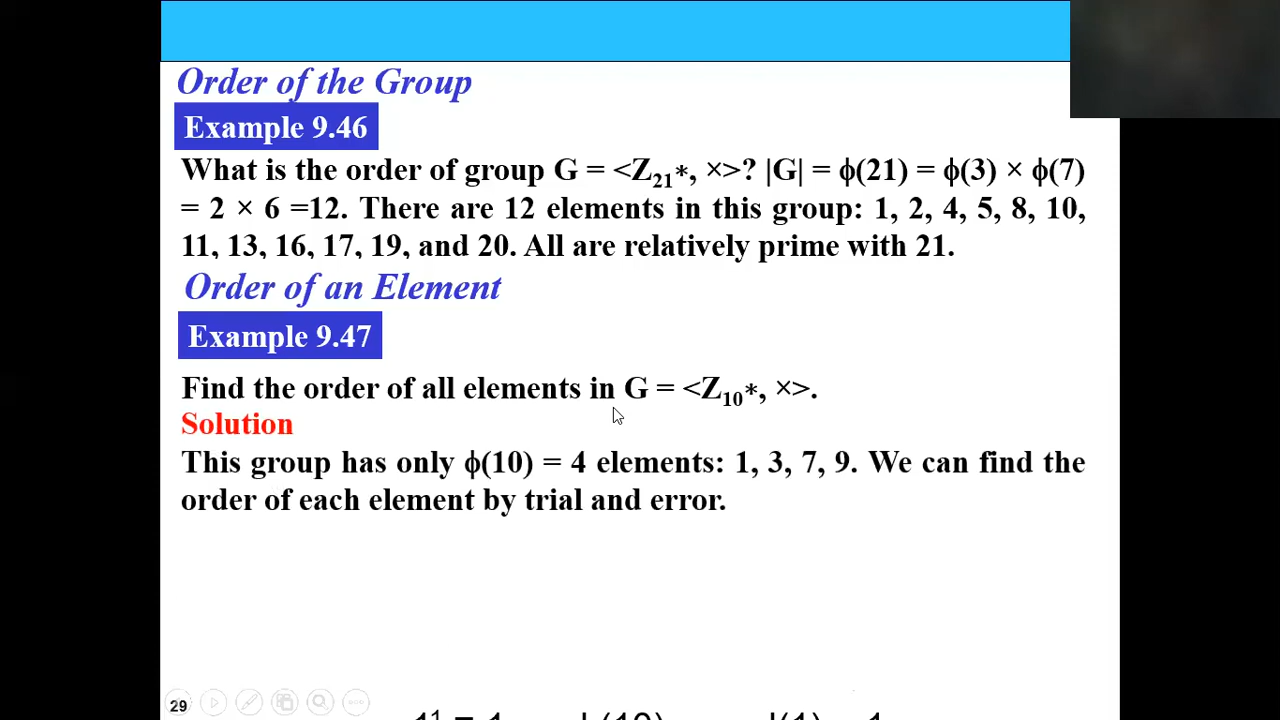 Order of the Group
Example 9.46
What is the order of group G = <Z21∗, ×>? |G| = ϕ(21) = ϕ(3) × ϕ(7)
= 2 × 6 =12. There are 12 elements in this group: 1, 2, 4, 5, 8, 10,
11, 13, 16, 17, 19, and 20. All are relatively prime with 21.
Order of an Element
Example 9.47
Find the order of all elements in G = <Z10∗, ×>.
Solution
This group has only ϕ(10) = 4 elements: 1, 3, 7, 9. We can find the
order of each element by trial and error.
29